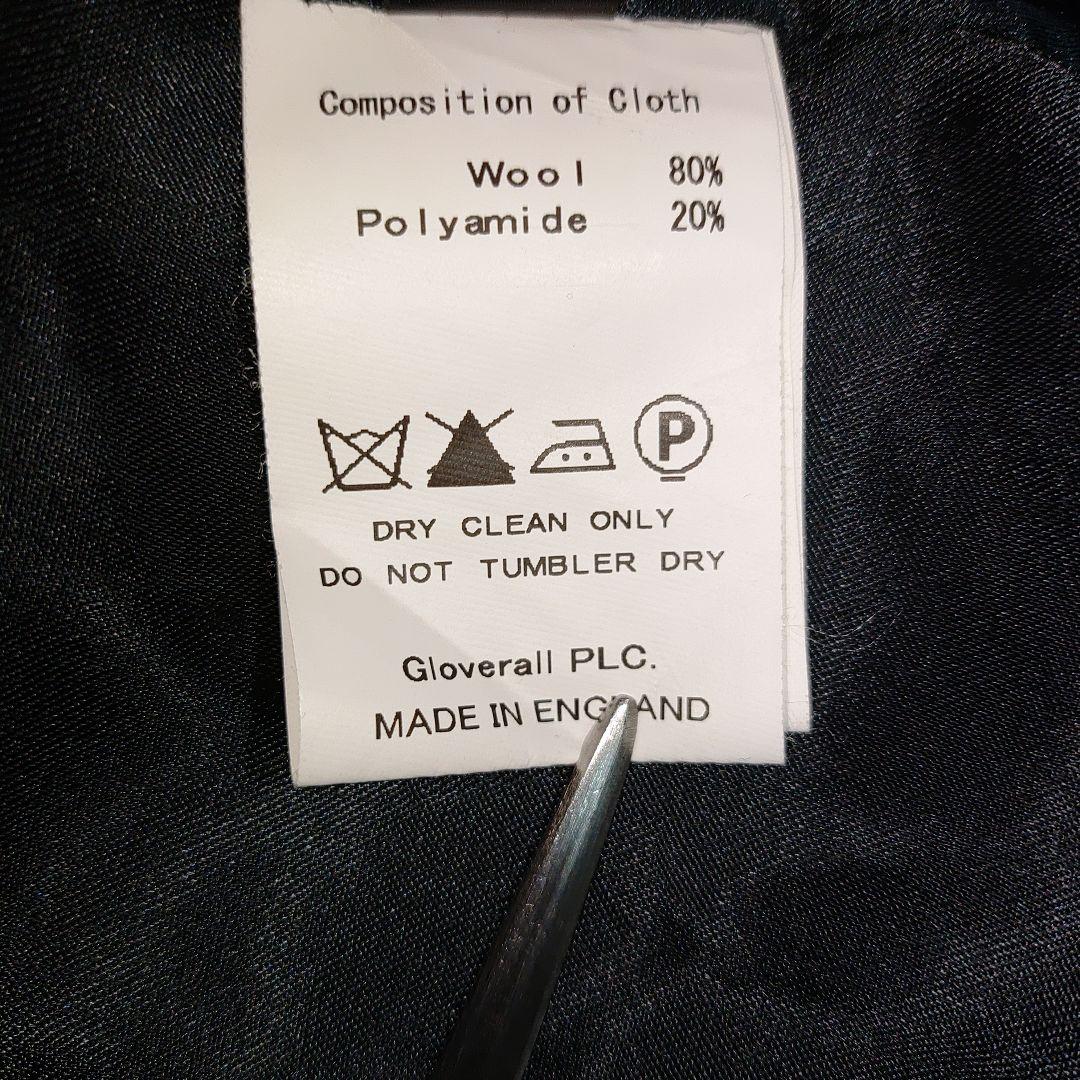 Composition of Cloth
Wool 80%
Polyamide 20%
P
DRY CLEAN ONLY
DO NOT TUMBLER DRY
Gloverall PLC.
MADE IN ENGLAND